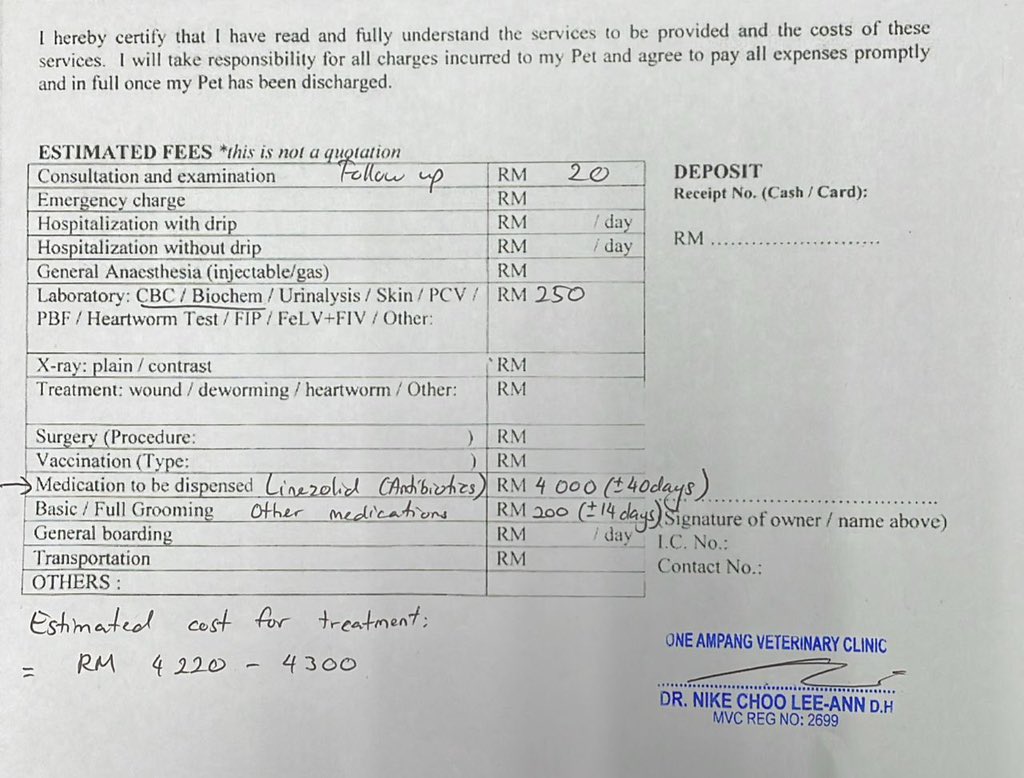 I hereby certify that I have read and fully understand the services to be provided and the costs of these
services. I will take responsibility for all charges incurred to my Pet and agree to pay all expenses promptly
and in full once my Pet has been discharged.
ESTIMATED FEES *this is not a quotation
Consultation and examination Follow up RM 20
Emergency charge RM
Hospitalization with drip RM / day
Hospitalization without drip RM / day
General Anaesthesia (injectable/gas) RM
Laboratory: CBC / Biochem / Urinalysis / Skin / PCV / RM 250
PBF / Heartworm Test / FIP / FeLV+FIV / Other:
X-ray: plain / contrast RM
Treatment: wound / deworming / heartworm / Other: RM
Surgery (Procedure: ) RM
Vaccination (Type: ) RM
→ Medication to be dispensed Linezolid (Antibiotics) RM 4 000 (±40days)
Basic / Full Grooming Other medications RM 200 (±14 days)
General boarding RM / day
Transportation RM
OTHERS :
DEPOSIT
Receipt No. (Cash / Card):
RM ..........................
(Signature of owner / name above)
I.C. No.:
Contact No.:
Estimated cost for treatment:
= RM 4 220 – 4 300
ONE AMPANG VETERINARY CLINIC
DR. NIKE CHOO LEE-ANN D.H
MVC REG NO: 2699